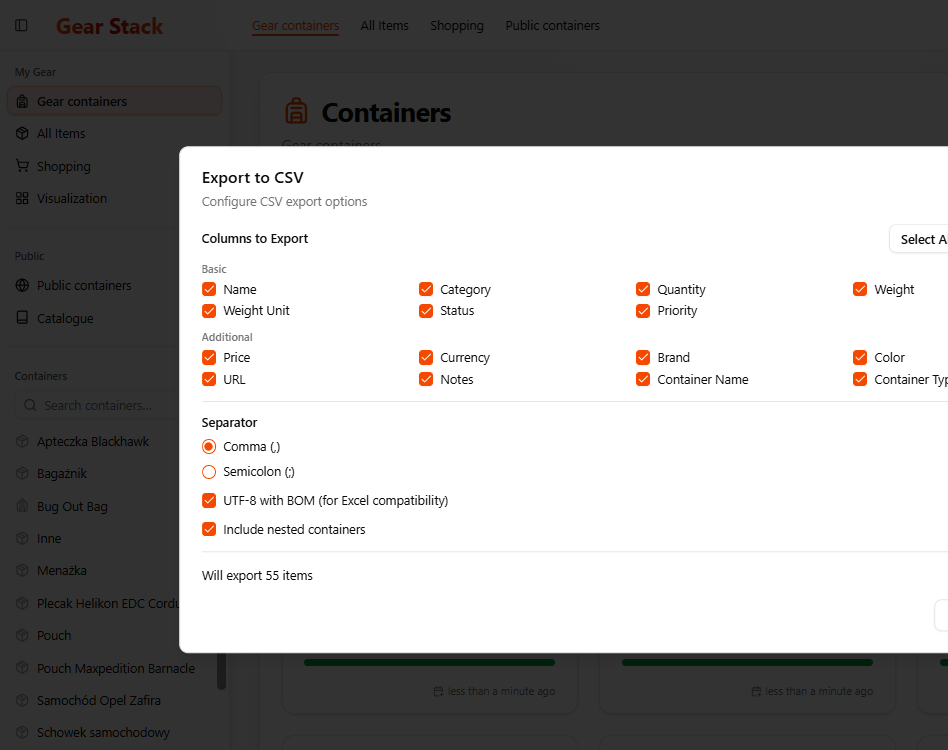 Gear Stack
Gear containers All Items Shopping Public containers
My Gear
Gear containers
All Items
Shopping
Visualization
Public
Public containers
Catalogue
Containers
Search containers...
Apteczka Blackhawk
Bagażnik
Bug Out Bag
Inne
Menażka
Plecak Helikon EDC Cordu
Pouch
Pouch Maxpedition Barnacle
Samochód Opel Zafira
Schowek samochodowy
Containers
Gear containers
Export to CSV
Configure CSV export options
Columns to Export
Select Al
Basic
Name Category Quantity Weight
Weight Unit Status Priority
Additional
Price Currency Brand Color
URL Notes Container Name Container Typ
Separator
Comma (,)
Semicolon (;)
UTF-8 with BOM (for Excel compatibility)
Include nested containers
Will export 55 items
less than a minute ago less than a minute ago